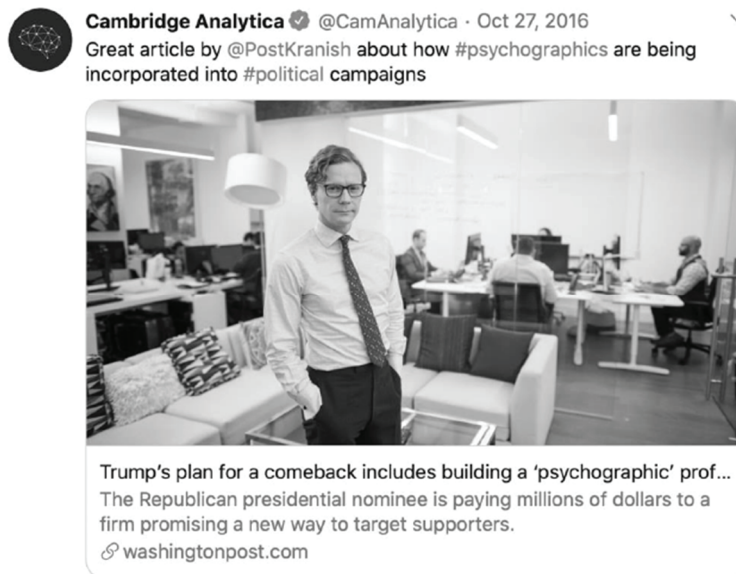 Cambridge Analytica @CamAnalytica · Oct 27, 2016
Great article by @PostKranish about how #psychographics are being
incorporated into #political campaigns
Trump's plan for a comeback includes building a 'psychographic' prof...
The Republican presidential nominee is paying millions of dollars to a
firm promising a new way to target supporters.
washingtonpost.com